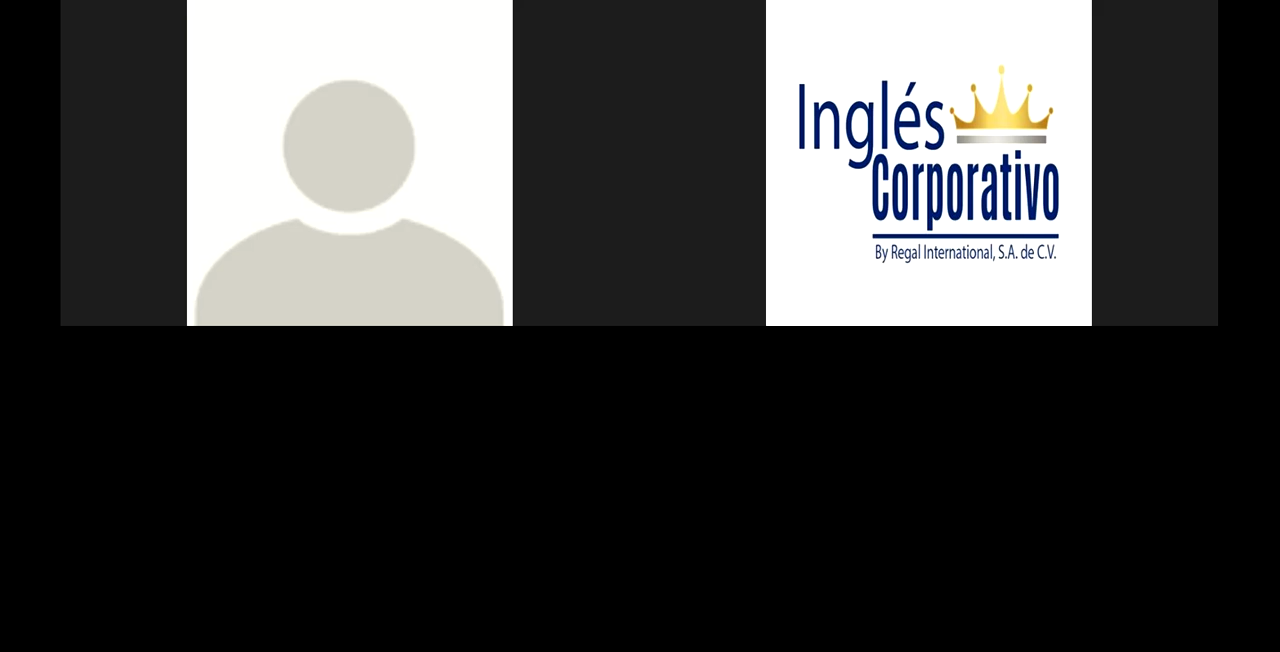 Inglés
Corporativo
By Regal International, S.A. de C.V.